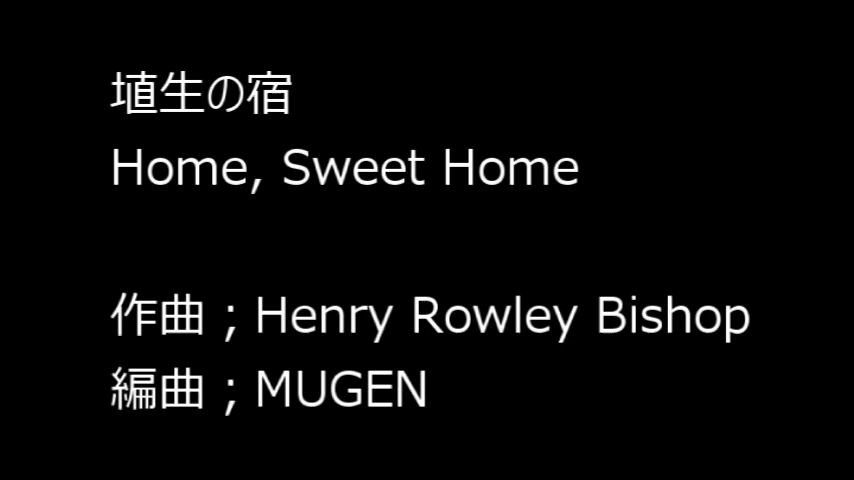 埴生の宿
Home, Sweet Home
作曲 ; Henry Rowley Bishop
編曲 ; MUGEN